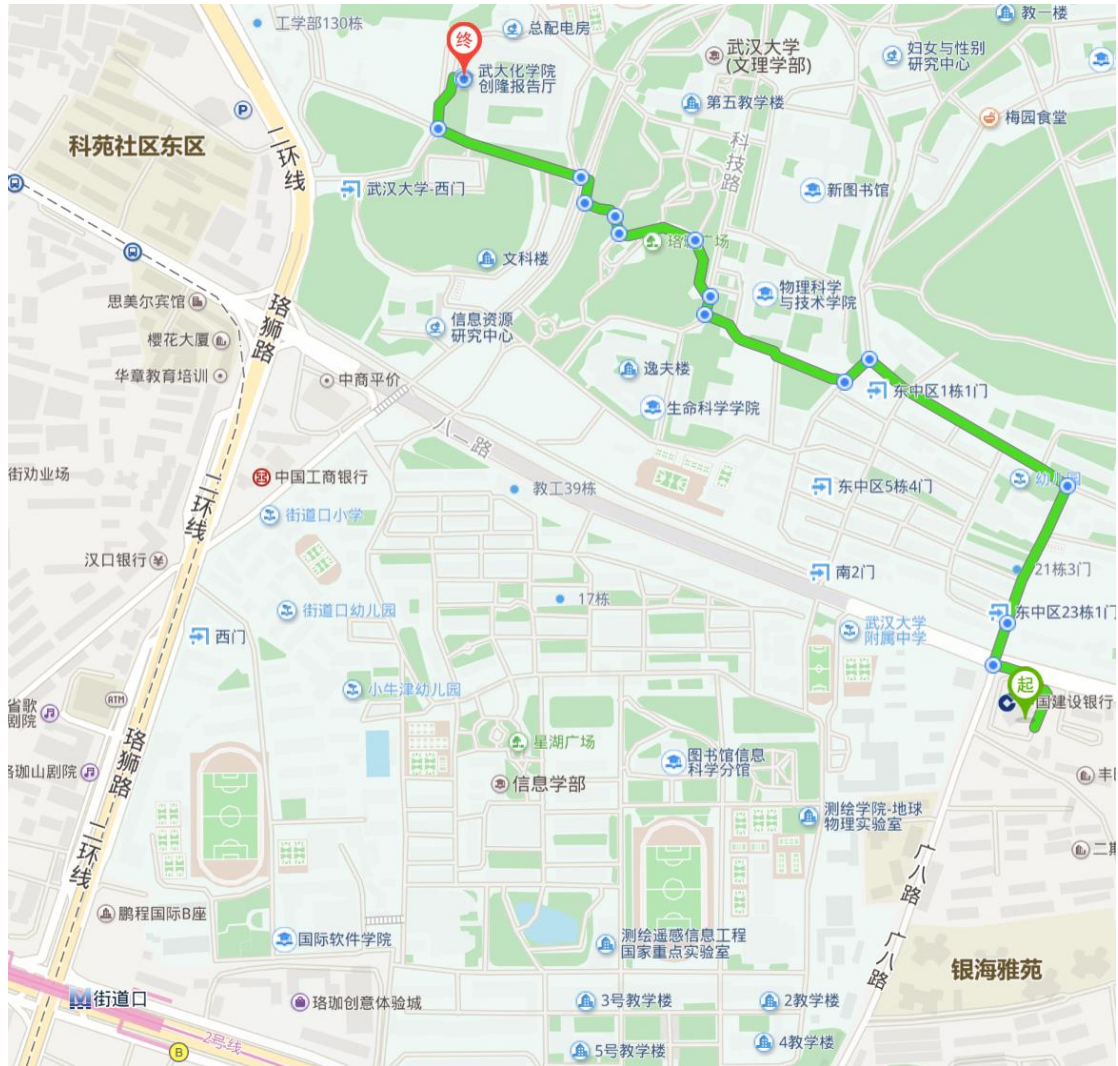 教一楼
工学部130栋
总配电房
终
武汉大学
(文理学部)
妇女与性别
研究中心
武大化学院
创隆报告厅
P
第五教学楼
梅园食堂
科苑社区东区
二环线
科技路
武汉大学-西门
新图书馆
珞珈广场
文科楼
物理科学
与技术学院
思美尔宾馆
珞狮路
信息资源
研究中心
樱花大厦
华章教育培训
中商平价
逸夫楼
东中区1栋1门
生命科学学院
八一路
街劝业场
中国工商银行
幼儿园
东中区5栋4门
教工39栋
二环线
街道口小学
汉口银行
南2门
21栋3门
17栋
街道口幼儿园
东中区23栋1门
武汉大学
附属中学
西门
小牛津幼儿园
起
国建设银行
省歌
剧院
ATM
星湖广场
珞狮路
图书馆信息
科学分馆
珞珈山剧院
信息学部
丰
测绘学院-地球
物理实验室
二环线
广八路
二期
鹏程国际B座
国际软件学院
测绘遥感信息工程
国家重点实验室
广八路
银海雅苑
街道口
珞珈创意体验城
3号教学楼
2教学楼
2号线
B
5号教学楼
4教学楼